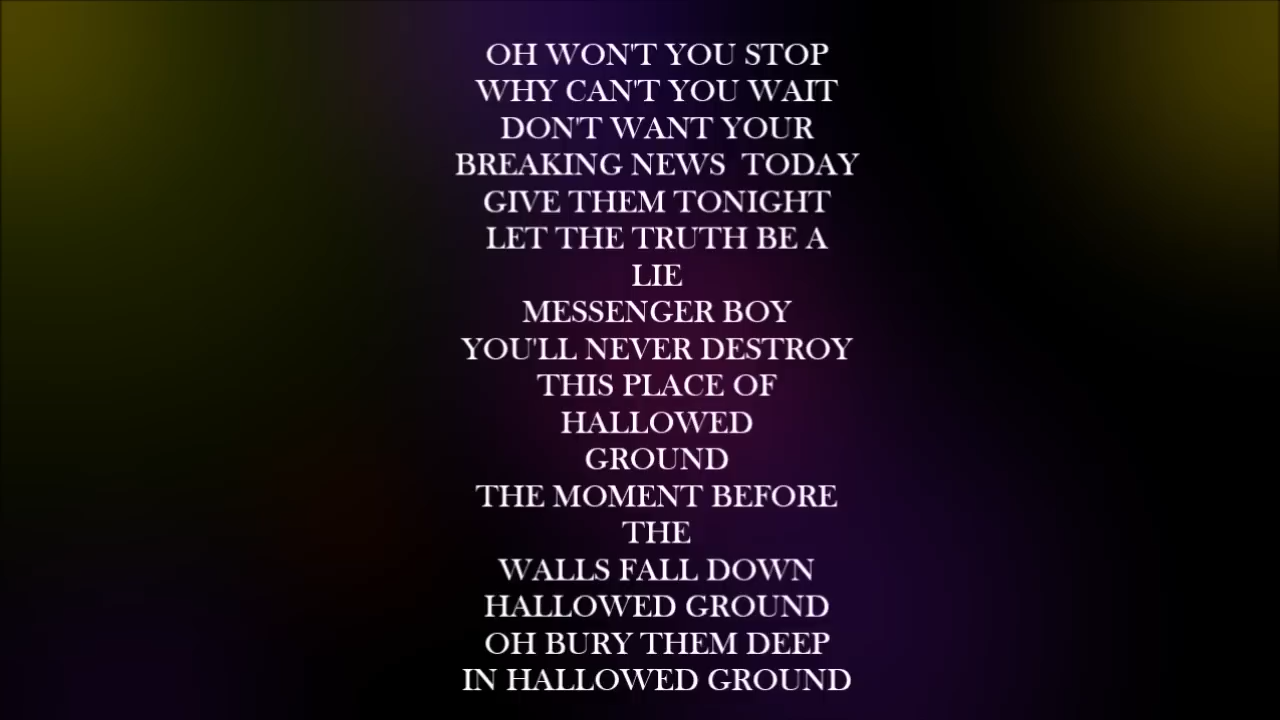 OH WON'T YOU STOP
WHY CAN'T YOU WAIT
DON'T WANT YOUR
BREAKING NEWS  TODAY
GIVE THEM TONIGHT
LET THE TRUTH BE A
LIE
MESSENGER BOY
YOU'LL NEVER DESTROY
THIS PLACE OF
HALLOWED
GROUND
THE MOMENT BEFORE
THE
WALLS FALL DOWN
HALLOWED GROUND
OH BURY THEM DEEP
IN HALLOWED GROUND